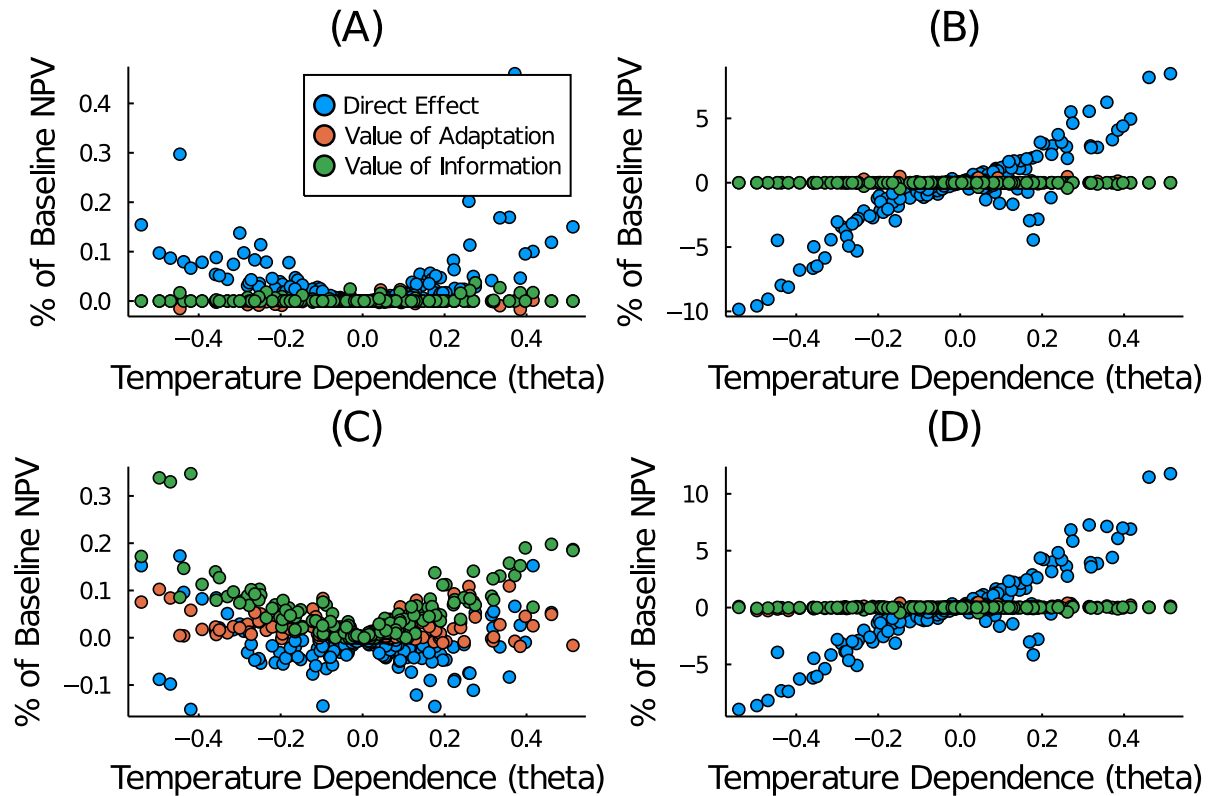 (A)
% of Baseline NPV
0.4
0.3
0.2
0.1
0.0
Direct Effect
Value of Adaptation
Value of Information
−0.4 −0.2 0.0 0.2 0.4
Temperature Dependence (theta)
(B)
% of Baseline NPV
5
0
−5
−10
−0.4 −0.2 0.0 0.2 0.4
Temperature Dependence (theta)
(C)
% of Baseline NPV
0.3
0.2
0.1
0.0
−0.1
−0.4 −0.2 0.0 0.2 0.4
Temperature Dependence (theta)
(D)
% of Baseline NPV
10
5
0
−5
−0.4 −0.2 0.0 0.2 0.4
Temperature Dependence (theta)